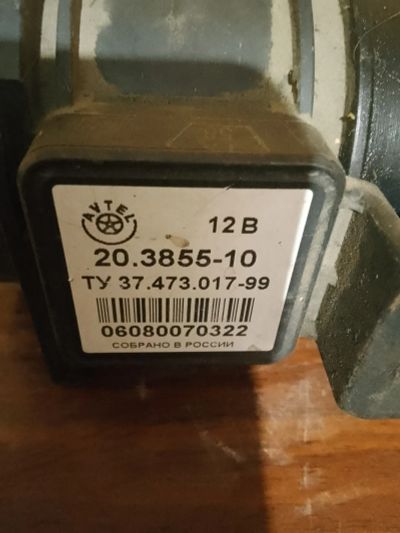 AVTEL
12 В
20.3855-10
ТУ 37.473.017-99
06080070322
СОБРАНО В РОССИИ